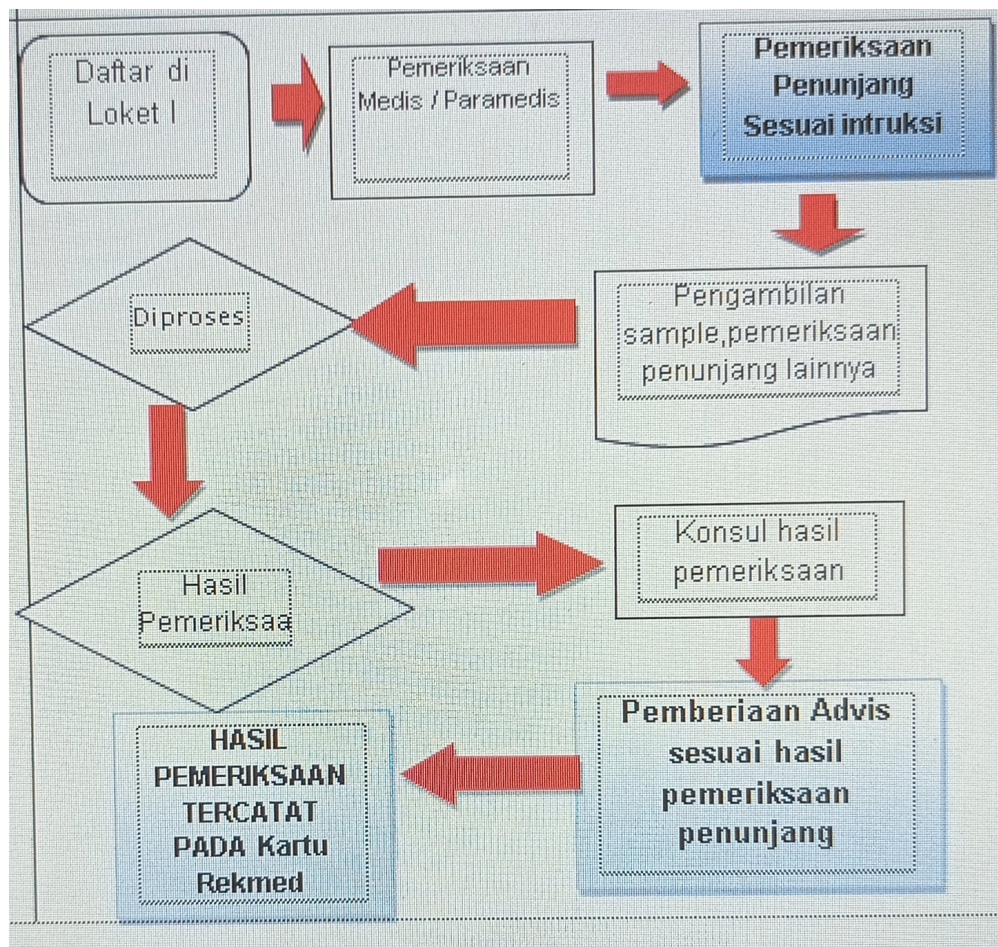 Daftar di
Loket I
Pemeriksaan
Medis / Paramedis
Pemeriksaan
Penunjang
Sesuai intruksi
Pengambilan
sample,pemeriksaan
penunjang lainnya
Diproses
Hasil
Pemeriksaa
Konsul hasil
pemeriksaan
Pemberiaan Advis
sesuai hasil
pemeriksaan
penunjang
HASIL
PEMERIKSAAN
TERCATAT
PADA Kartu
Rekmed